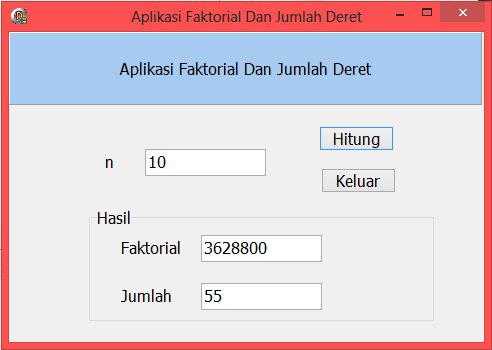 Aplikasi Faktorial Dan Jumlah Deret
Aplikasi Faktorial Dan Jumlah Deret
Hitung
n 10
Keluar
Hasil
Faktorial 3628800
Jumlah 55